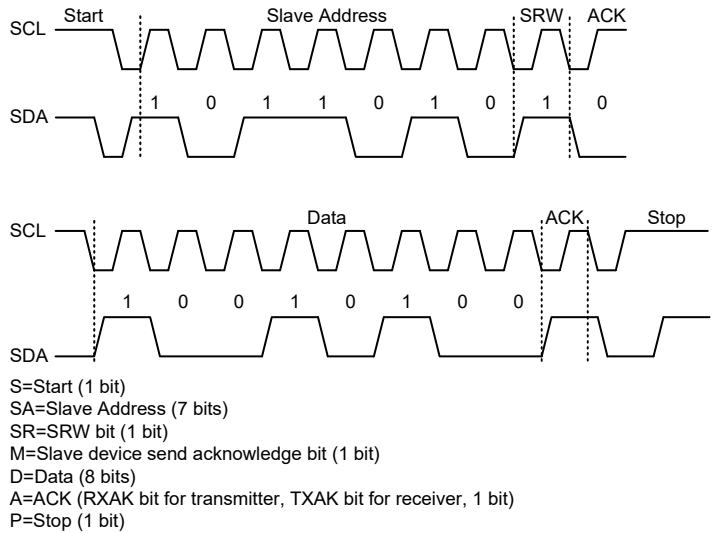 Start Slave Address SRW ACK
SCL
1 0 1 1 0 1 0 1 0
SDA
Data ACK Stop
SCL
1 0 0 1 0 1 0 0
SDA
S=Start (1 bit)
SA=Slave Address (7 bits)
SR=SRW bit (1 bit)
M=Slave device send acknowledge bit (1 bit)
D=Data (8 bits)
A=ACK (RXAK bit for transmitter, TXAK bit for receiver, 1 bit)
P=Stop (1 bit)